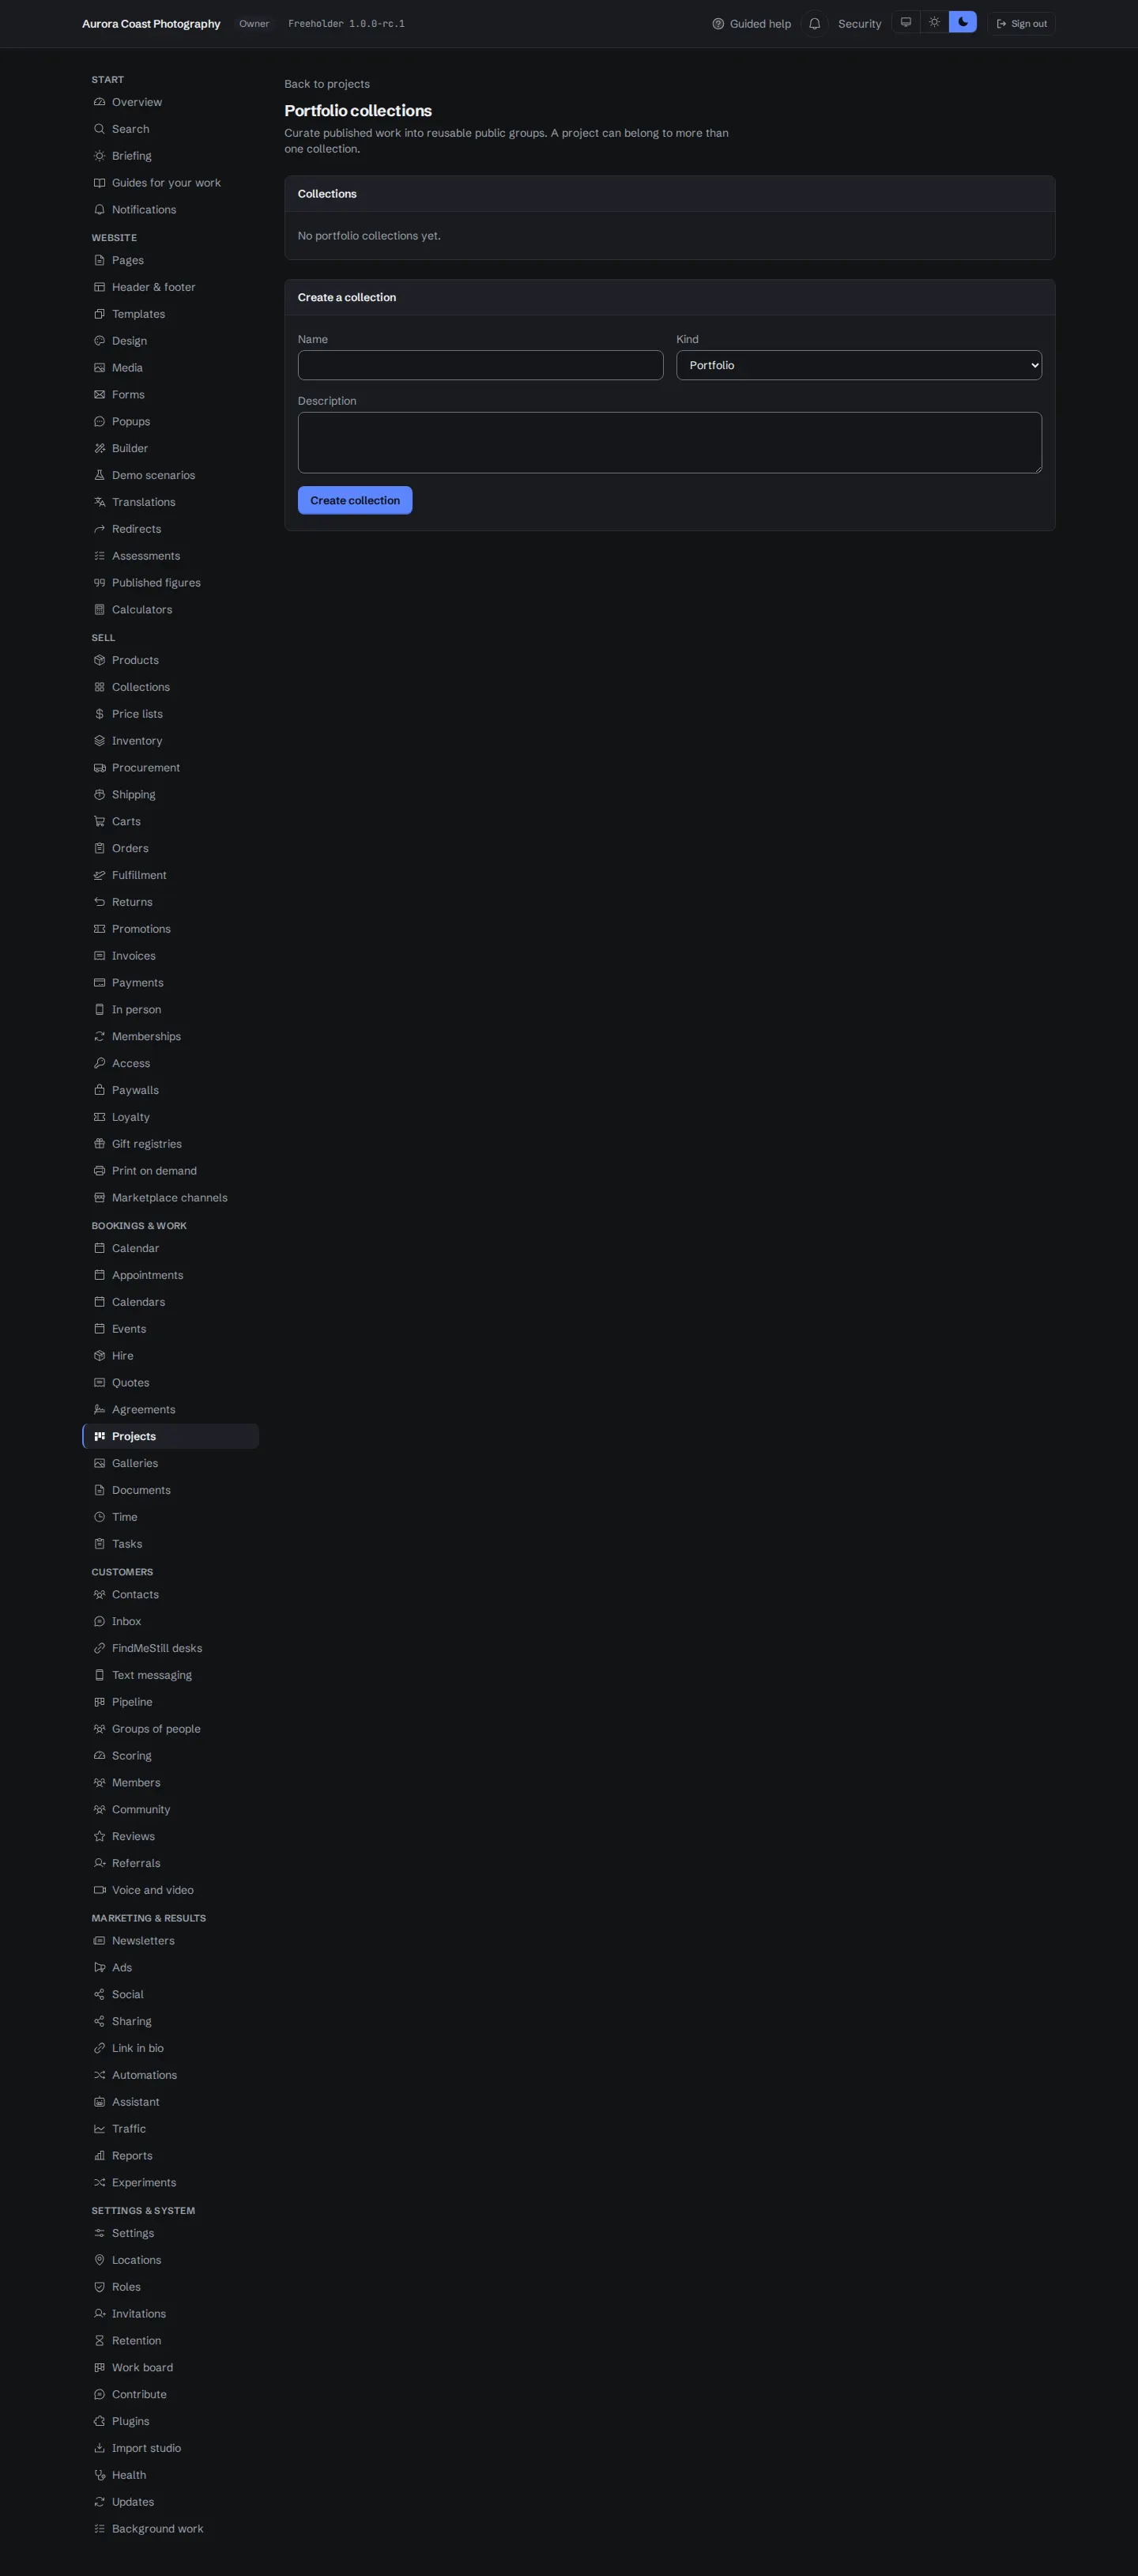 Aurora Coast Photography
Owner
Freeholder 1.0.0-rc.1
Guided help
Security
Sign out
START
Overview
Search
Briefing
Guides for your work
Notifications
WEBSITE
Pages
Header & footer
Templates
Design
Media
Forms
Popups
Builder
Demo scenarios
Translations
Redirects
Assessments
Published figures
Calculators
SELL
Products
Collections
Price lists
Inventory
Procurement
Shipping
Carts
Orders
Fulfillment
Returns
Promotions
Invoices
Payments
In person
Memberships
Access
Paywalls
Loyalty
Gift registries
Print on demand
Marketplace channels
BOOKINGS & WORK
Calendar
Appointments
Calendars
Events
Hire
Quotes
Agreements
Projects
Galleries
Documents
Time
Tasks
CUSTOMERS
Contacts
Inbox
FindMeStill desks
Text messaging
Pipeline
Groups of people
Scoring
Members
Community
Reviews
Referrals
Voice and video
MARKETING & RESULTS
Newsletters
Ads
Social
Sharing
Link in bio
Automations
Assistant
Traffic
Reports
Experiments
SETTINGS & SYSTEM
Settings
Locations
Roles
Invitations
Retention
Work board
Contribute
Plugins
Import studio
Health
Updates
Background work
Back to projects
Portfolio collections
Curate published work into reusable public groups. A project can belong to more than
one collection.
Collections
No portfolio collections yet.
Create a collection
Name
Kind
Portfolio
Description
Create collection